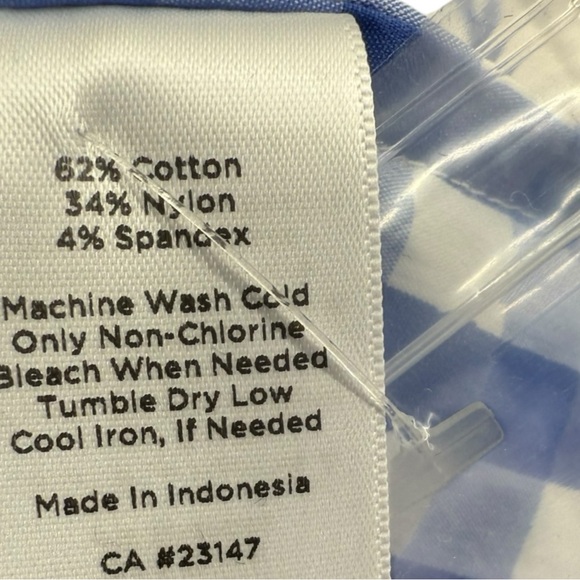 62% Cotton
34% Nylon
4% Spandex
Machine Wash Cold
Only Non-Chlorine
Bleach When Needed
Tumble Dry Low
Cool Iron, If Needed
Made In Indonesia
CA #23147